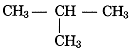 CH₃ — CH — CH₃
CH₃